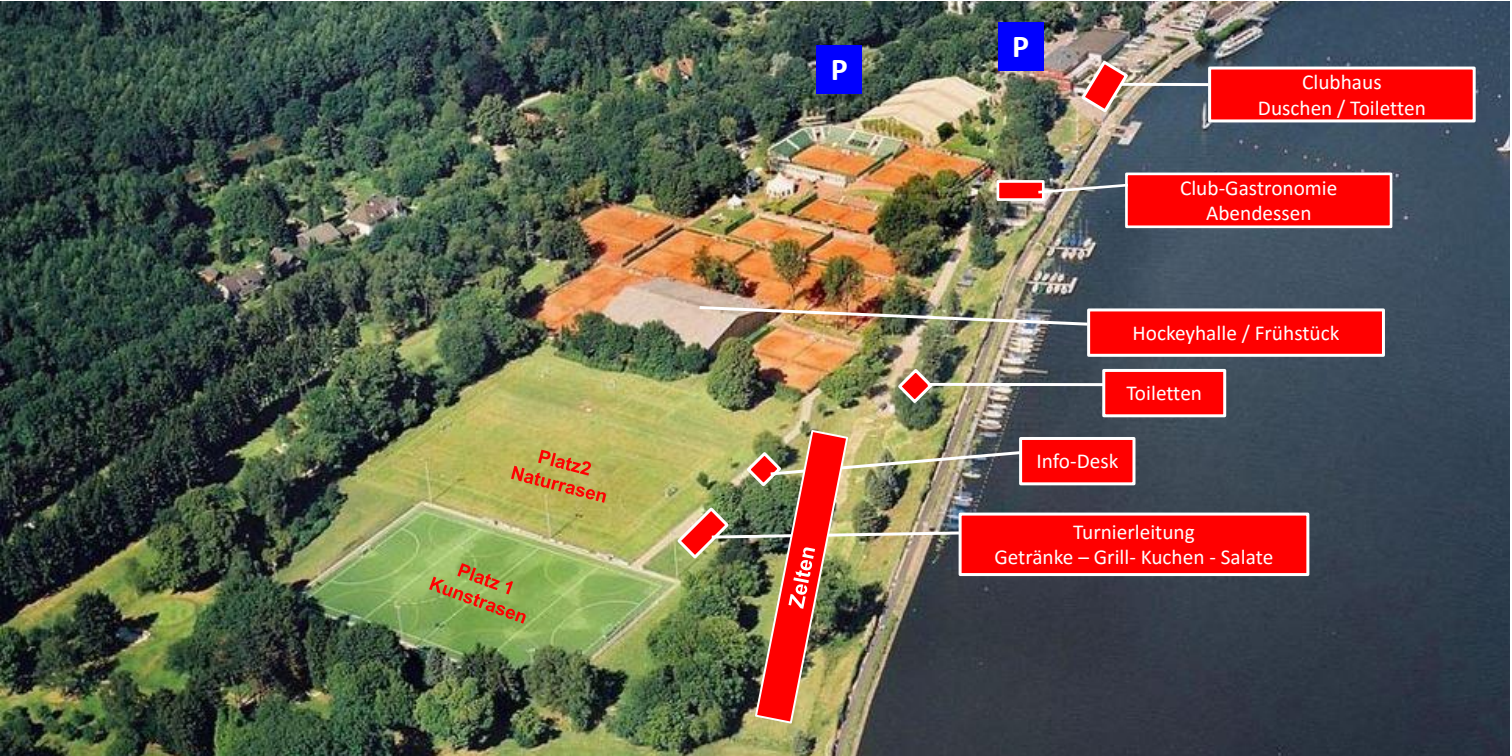 P
P
Clubhaus
Duschen / Toiletten
Club-Gastronomie
Abendessen
Hockeyhalle / Frühstück
Toiletten
Info-Desk
Platz2
Naturrasen
Turnierleitung
Getränke – Grill- Kuchen - Salate
Zelten
Platz 1
Kunstrasen